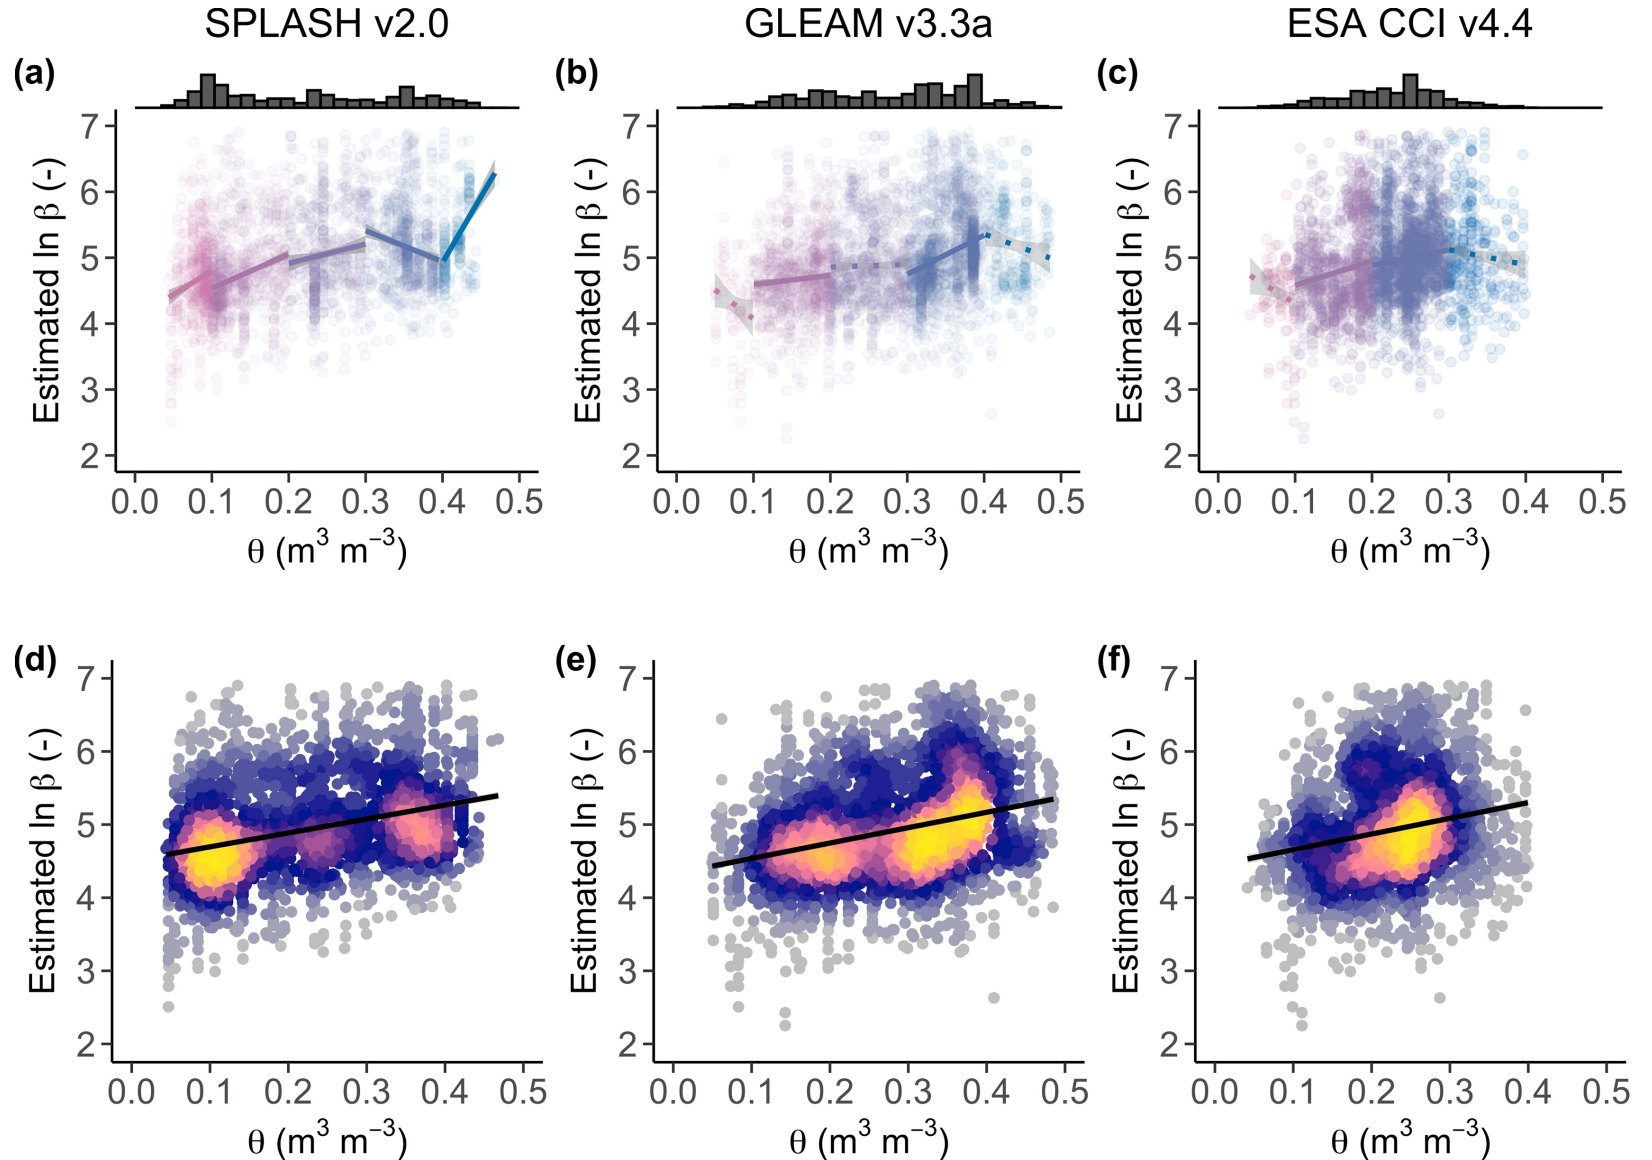 SPLASH v2.0 GLEAM v3.3a ESA CCI v4.4
(a) (b) (c)
7 7 7
6 6 6
5 5 5
4 4 4
3 3 3
2 2 2
Estimated ln β (-) Estimated ln β (-) Estimated ln β (-)
0.0 0.1 0.2 0.3 0.4 0.5 0.0 0.1 0.2 0.3 0.4 0.5 0.0 0.1 0.2 0.3 0.4 0.5
θ (m³ m⁻³) θ (m³ m⁻³) θ (m³ m⁻³)
(d) (e) (f)
7 7 7
6 6 6
5 5 5
4 4 4
3 3 3
2 2 2
Estimated ln β (-) Estimated ln β (-) Estimated ln β (-)
0.0 0.1 0.2 0.3 0.4 0.5 0.0 0.1 0.2 0.3 0.4 0.5 0.0 0.1 0.2 0.3 0.4 0.5
θ (m³ m⁻³) θ (m³ m⁻³) θ (m³ m⁻³)